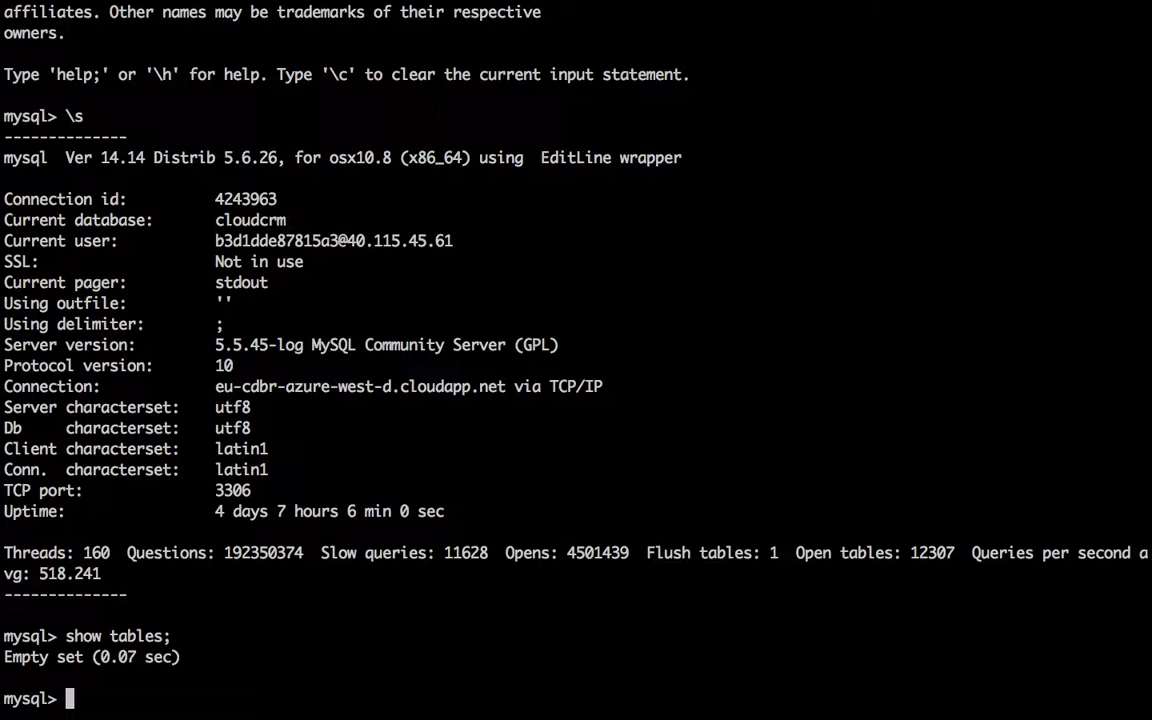 affiliates. Other names may be trademarks of their respective
owners.
Type 'help;' or '\h' for help. Type '\c' to clear the current input statement.
mysql> \s
--------------
mysql  Ver 14.14 Distrib 5.6.26, for osx10.8 (x86_64) using  EditLine wrapper
Connection id:          4243963
Current database:       cloudcrm
Current user:           b3d1dde87815a3@40.115.45.61
SSL:                    Not in use
Current pager:          stdout
Using outfile:          ''
Using delimiter:        ;
Server version:         5.5.45-log MySQL Community Server (GPL)
Protocol version:       10
Connection:             eu-cdbr-azure-west-d.cloudapp.net via TCP/IP
Server characterset:    utf8
Db     characterset:    utf8
Client characterset:    latin1
Conn.  characterset:    latin1
TCP port:               3306
Uptime:                 4 days 7 hours 6 min 0 sec
Threads: 160  Questions: 192350374  Slow queries: 11628  Opens: 4501439  Flush tables: 1  Open tables: 12307  Queries per second a
vg: 518.241
--------------
mysql> show tables;
Empty set (0.07 sec)
mysql>